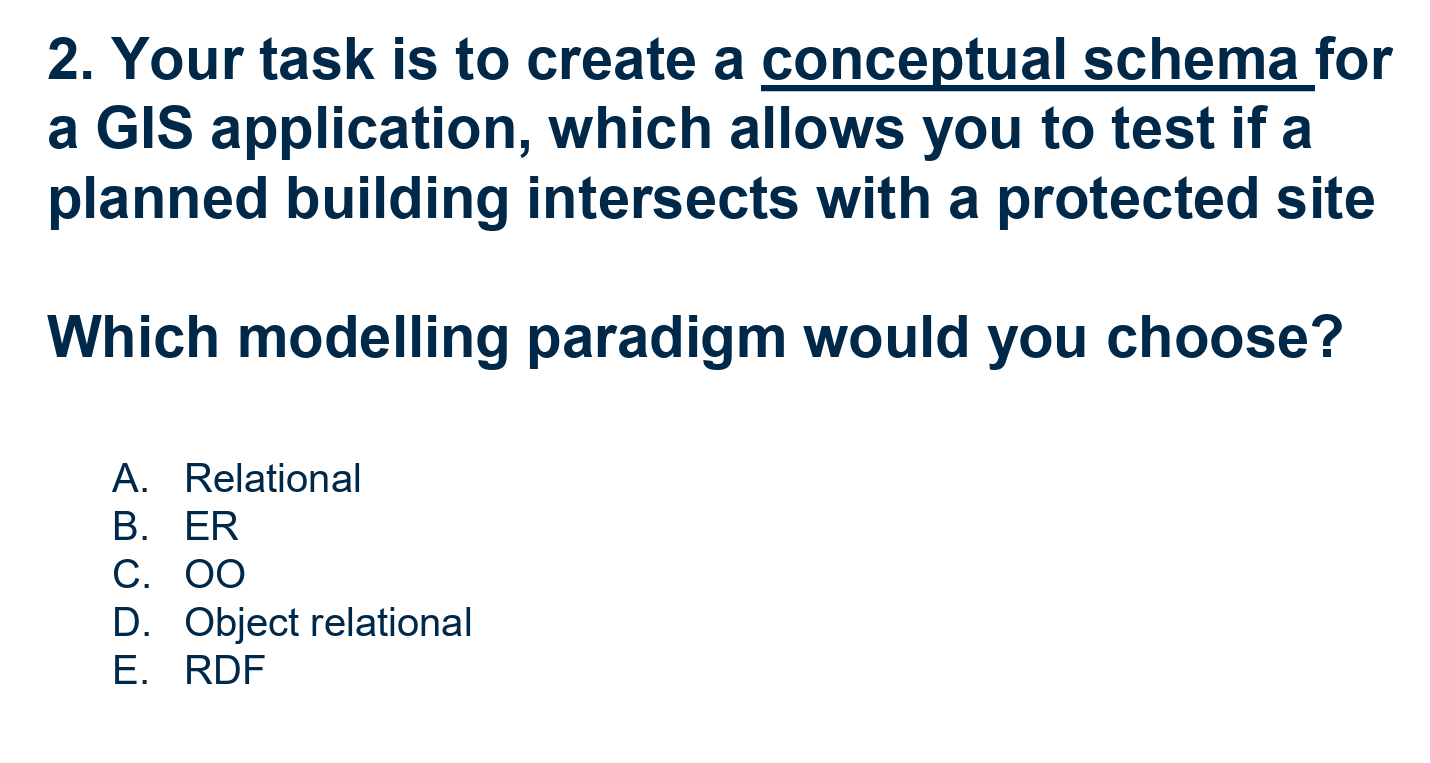 2. Your task is to create a conceptual schema for
a GIS application, which allows you to test if a
planned building intersects with a protected site
Which modelling paradigm would you choose?
A. Relational
B. ER
C. OO
D. Object relational
E. RDF